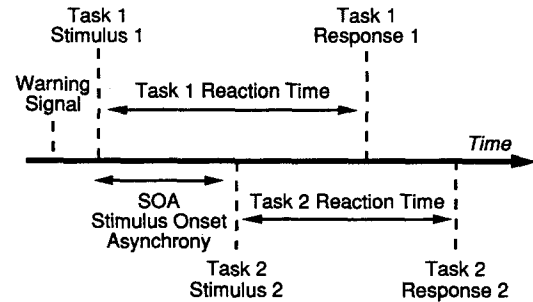 Task 1
Stimulus 1
Task 1
Response 1
Warning
Signal
Task 1 Reaction Time
Time
SOA
Stimulus Onset
Asynchrony
Task 2 Reaction Time
Task 2
Stimulus 2
Task 2
Response 2